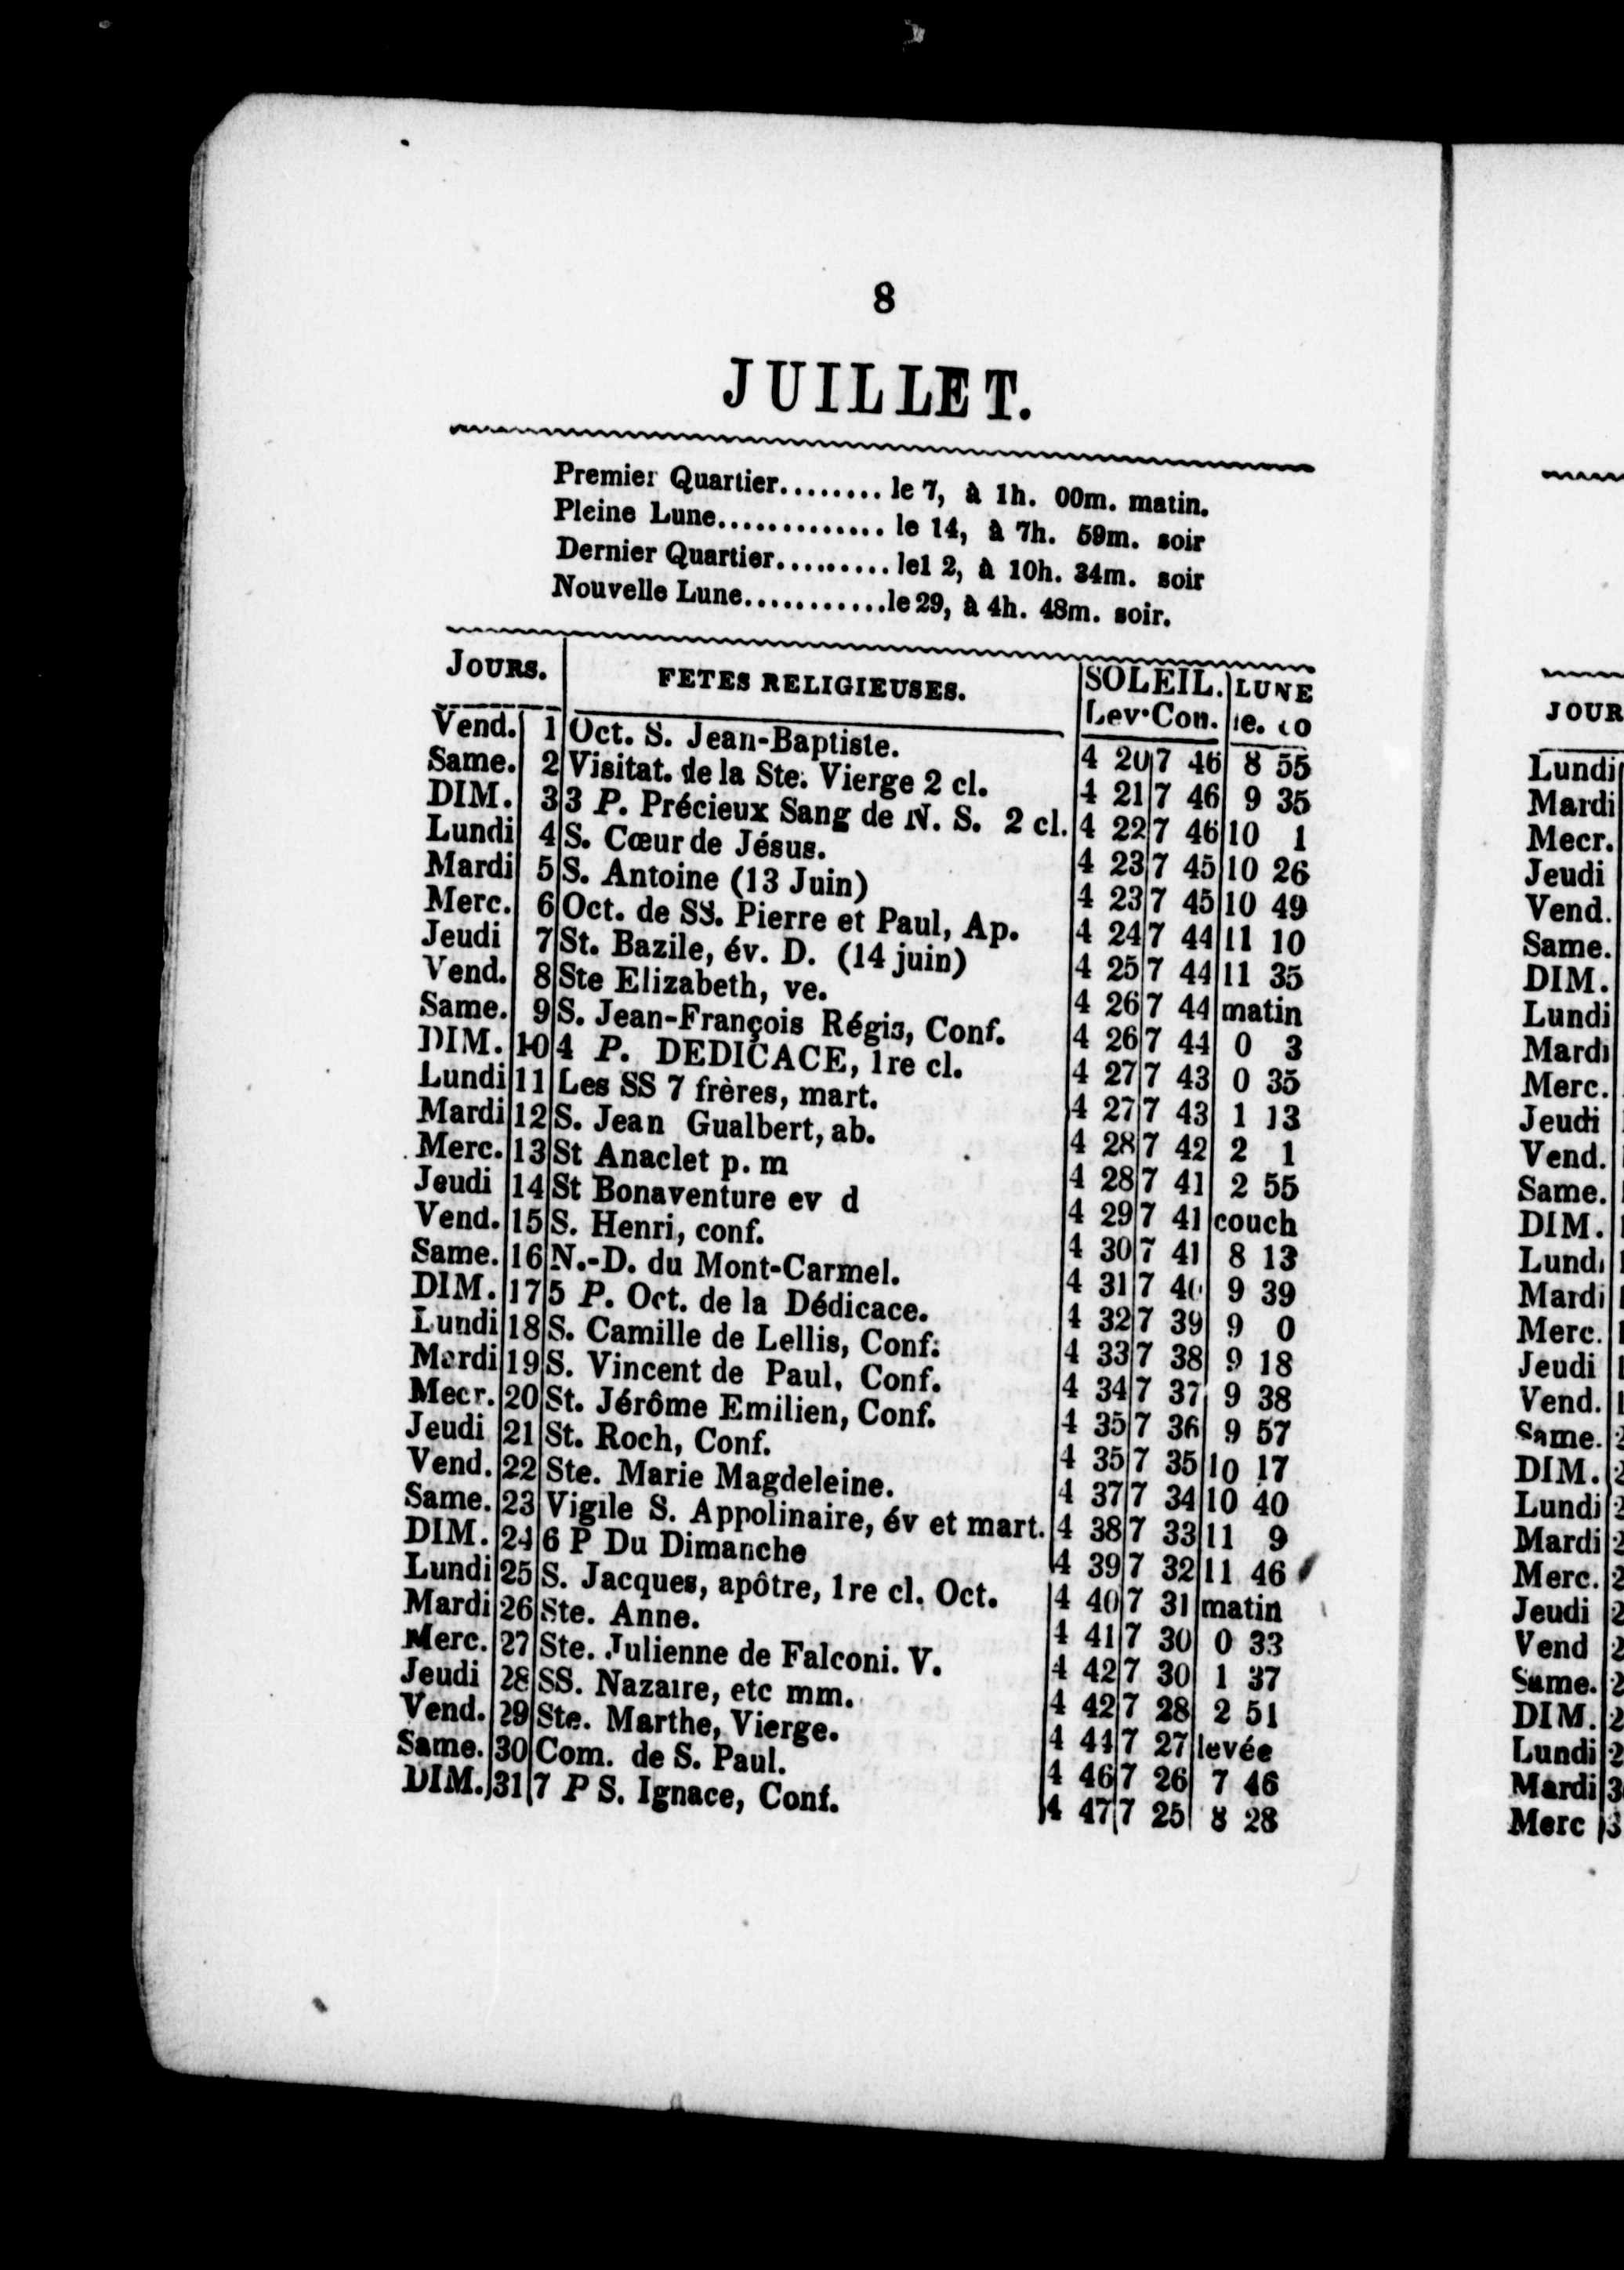 8
JUILLET.
Premier Quartier........ le 7, à 1h. 00m. matin.
Pleine Lune............. le 14, à 7h. 59m. soir
Dernier Quartier......... le1 2, à 10h. 34m. soir
Nouvelle Lune...........le 29, à 4h. 48m. soir.
JOURS. FETES RELIGIEUSES. SOLEIL. LUNE
Lev. Cou. le. co
Vend. 1 Oct. S. Jean-Baptiste. 4 20 7 46 8 55
Same. 2 Visitat. de la Ste. Vierge 2 cl. 4 21 7 46 9 35
DIM. 3 3 P. Précieux Sang de N. S. 2 cl. 4 22 7 46 10 1
Lundi 4 S. Cœur de Jésus. 4 23 7 45 10 26
Mardi 5 S. Antoine (13 Juin) 4 23 7 45 10 49
Merc. 6 Oct. de SS. Pierre et Paul, Ap. 4 24 7 44 11 10
Jeudi 7 St. Bazile, év. D. (14 juin) 4 25 7 44 11 35
Vend. 8 Ste Elizabeth, ve. 4 26 7 44 matin
Same. 9 S. Jean-François Régis, Conf. 4 26 7 44 0 3
DIM. 10 4 P. DEDICACE, 1re cl. 4 27 7 43 0 35
Lundi 11 Les SS 7 frères, mart. 4 27 7 43 1 13
Mardi 12 S. Jean Gualbert, ab. 4 28 7 42 2 1
Merc. 13 St Anaclet p. m 4 28 7 41 2 55
Jeudi 14 St Bonaventure ev d 4 29 7 41 couch
Vend. 15 S. Henri, conf. 4 30 7 41 8 13
Same. 16 N.-D. du Mont-Carmel. 4 31 7 40 9 39
DIM. 17 5 P. Oct. de la Dédicace. 4 32 7 39 9 0
Lundi 18 S. Camille de Lellis, Conf. 4 33 7 38 9 18
Mardi 19 S. Vincent de Paul, Conf. 4 34 7 37 9 38
Mecr. 20 St. Jérôme Emilien, Conf. 4 35 7 36 9 57
Jeudi 21 St. Roch, Conf. 4 35 7 35 10 17
Vend. 22 Ste. Marie Magdeleine. 4 37 7 34 10 40
Same. 23 Vigile S. Appolinaire, év et mart. 4 38 7 33 11 9
DIM. 24 6 P Du Dimanche 4 39 7 32 11 46
Lundi 25 S. Jacques, apôtre, 1re cl. Oct. 4 40 7 31 matin
Mardi 26 Ste. Anne. 4 41 7 30 0 33
Merc. 27 Ste. Julienne de Falconi. V. 4 42 7 30 1 37
Jeudi 28 SS. Nazaire, etc mm. 4 42 7 28 2 51
Vend. 29 Ste. Marthe, Vierge. 4 44 7 27 levée
Same. 30 Com. de S. Paul. 4 46 7 26 7 46
DIM. 31 7 P S. Ignace, Conf. 4 47 7 25 8 28
JOUR
Lundi
Mardi
Mecr.
Jeudi
Vend.
Same.
DIM.
Lundi
Mardi
Merc.
Jeudi
Vend.
Same.
DIM.
Lundi
Mardi
Merc.
Jeudi
Vend.
Same.
DIM.
Lundi
Mardi
Merc.
Jeudi
Vend
Same.
DIM.
Lundi
Mardi
Merc